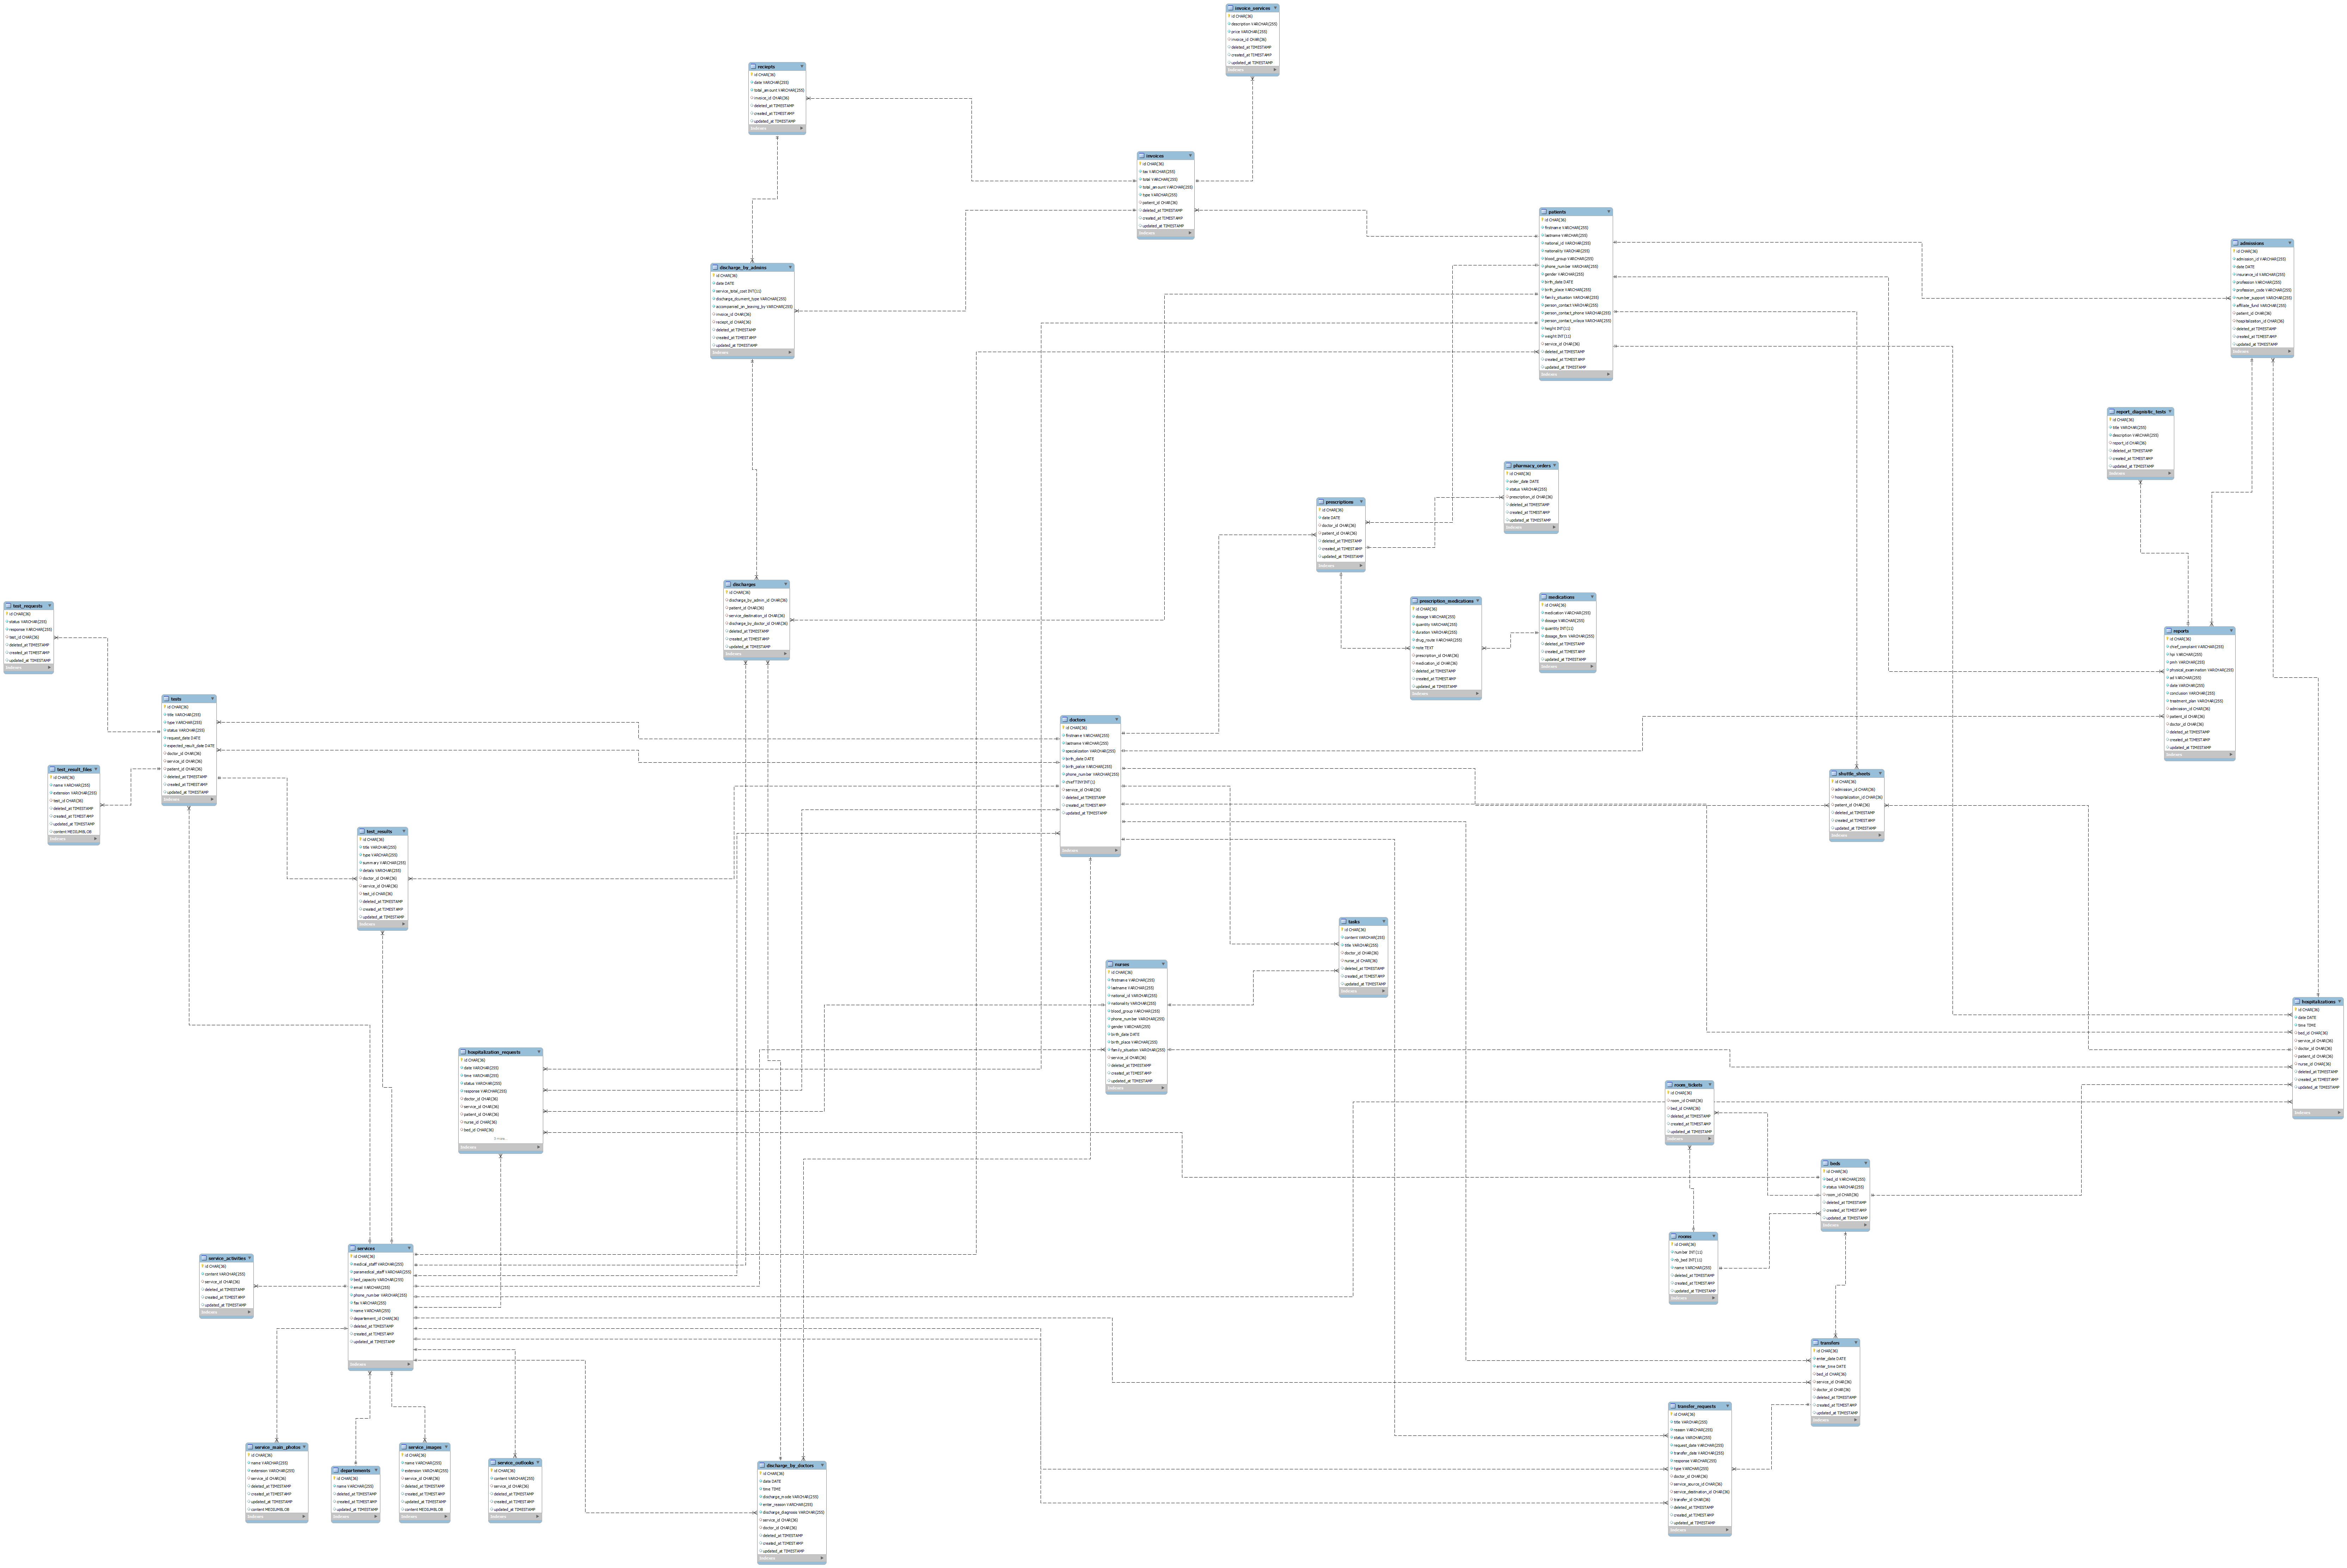 invoice_services
id CHAR(36)
description VARCHAR(255)
price VARCHAR(255)
invoice_id CHAR(36)
deleted_at TIMESTAMP
created_at TIMESTAMP
updated_at TIMESTAMP
Indexes
reciepts
id CHAR(36)
date VARCHAR(255)
total_amount VARCHAR(255)
invoice_id CHAR(36)
deleted_at TIMESTAMP
created_at TIMESTAMP
updated_at TIMESTAMP
Indexes
invoices
id CHAR(36)
tax VARCHAR(255)
total VARCHAR(255)
total_amount VARCHAR(255)
type VARCHAR(255)
patient_id CHAR(36)
deleted_at TIMESTAMP
created_at TIMESTAMP
updated_at TIMESTAMP
Indexes
patients
id CHAR(36)
firstname VARCHAR(255)
lastname VARCHAR(255)
national_id VARCHAR(255)
nationality VARCHAR(255)
blood_group VARCHAR(255)
phone_number VARCHAR(255)
gender VARCHAR(255)
birth_date DATE
birth_place VARCHAR(255)
family_situation VARCHAR(255)
person_contact VARCHAR(255)
person_contact_phone VARCHAR(255)
VARCHAR(255)
height INT(11)
weight INT(11)
service_id CHAR(36)
deleted_at TIMESTAMP
created_at TIMESTAMP
updated_at TIMESTAMP
Indexes
admissions
id CHAR(36)
admission_id VARCHAR(255)
date DATE
insurance_id VARCHAR(255)
profession VARCHAR(255)
profession_code VARCHAR(255)
number_support VARCHAR(255)
affiliate_fund VARCHAR(255)
patient_id CHAR(36)
hospitalization_id CHAR(36)
deleted_at TIMESTAMP
created_at TIMESTAMP
updated_at TIMESTAMP
Indexes
discharge_by_admins
id CHAR(36)
date DATE
service_total_cost INT(11)
VARCHAR(255)
VARCHAR(255)
invoice_id CHAR(36)
reciept_id CHAR(36)
deleted_at TIMESTAMP
created_at TIMESTAMP
updated_at TIMESTAMP
Indexes
report_diagnistic_tests
id CHAR(36)
title VARCHAR(255)
description VARCHAR(255)
report_id CHAR(36)
deleted_at TIMESTAMP
created_at TIMESTAMP
updated_at TIMESTAMP
Indexes
pharmacy_orders
id CHAR(36)
order_date DATE
status VARCHAR(255)
prescription_id CHAR(36)
deleted_at TIMESTAMP
created_at TIMESTAMP
updated_at TIMESTAMP
Indexes
prescriptions
id CHAR(36)
date DATE
doctor_id CHAR(36)
patient_id CHAR(36)
deleted_at TIMESTAMP
created_at TIMESTAMP
updated_at TIMESTAMP
Indexes
discharges
id CHAR(36)
discharge_by_admin_id CHAR(36)
patient_id CHAR(36)
service_destination_id CHAR(36)
discharge_by_doctor_id CHAR(36)
deleted_at TIMESTAMP
created_at TIMESTAMP
updated_at TIMESTAMP
Indexes
prescription_medications
id CHAR(36)
dosage VARCHAR(255)
quantity VARCHAR(255)
duration VARCHAR(255)
drug_route VARCHAR(255)
note TEXT
prescription_id CHAR(36)
medication_id CHAR(36)
deleted_at TIMESTAMP
created_at TIMESTAMP
updated_at TIMESTAMP
Indexes
medications
id CHAR(36)
medication VARCHAR(255)
dosage VARCHAR(255)
quantity INT(11)
dosage_form VARCHAR(255)
deleted_at TIMESTAMP
created_at TIMESTAMP
updated_at TIMESTAMP
Indexes
test_requests
id CHAR(36)
status VARCHAR(255)
response VARCHAR(255)
test_id CHAR(36)
deleted_at TIMESTAMP
created_at TIMESTAMP
updated_at TIMESTAMP
Indexes
reports
id CHAR(36)
chief_complaint VARCHAR(255)
hpi VARCHAR(255)
pmh VARCHAR(255)
physical_examination VARCHAR(255)
ad VARCHAR(255)
date VARCHAR(255)
conclusion VARCHAR(255)
treatment_plan VARCHAR(255)
admission_id CHAR(36)
patient_id CHAR(36)
doctor_id CHAR(36)
deleted_at TIMESTAMP
created_at TIMESTAMP
updated_at TIMESTAMP
Indexes
tests
id CHAR(36)
title VARCHAR(255)
type VARCHAR(255)
status VARCHAR(255)
request_date DATE
expected_result_date DATE
doctor_id CHAR(36)
service_id CHAR(36)
patient_id CHAR(36)
deleted_at TIMESTAMP
created_at TIMESTAMP
updated_at TIMESTAMP
Indexes
doctors
id CHAR(36)
firstname VARCHAR(255)
lastname VARCHAR(255)
specialization VARCHAR(255)
birth_date DATE
birth_palce VARCHAR(255)
phone_number VARCHAR(255)
chief TINYINT(1)
service_id CHAR(36)
deleted_at TIMESTAMP
created_at TIMESTAMP
updated_at TIMESTAMP
Indexes
test_result_files
id CHAR(36)
name VARCHAR(255)
extension VARCHAR(255)
test_id CHAR(36)
deleted_at TIMESTAMP
created_at TIMESTAMP
updated_at TIMESTAMP
content MEDIUMBLOB
Indexes
shuttle_sheets
id CHAR(36)
admission_id CHAR(36)
hospitalization_id CHAR(36)
patient_id CHAR(36)
deleted_at TIMESTAMP
created_at TIMESTAMP
updated_at TIMESTAMP
Indexes
test_results
id CHAR(36)
title VARCHAR(255)
type VARCHAR(255)
summary VARCHAR(255)
details VARCHAR(255)
doctor_id CHAR(36)
service_id CHAR(36)
test_id CHAR(36)
deleted_at TIMESTAMP
created_at TIMESTAMP
updated_at TIMESTAMP
Indexes
tasks
id CHAR(36)
content VARCHAR(255)
title VARCHAR(255)
doctor_id CHAR(36)
nurse_id CHAR(36)
deleted_at TIMESTAMP
created_at TIMESTAMP
updated_at TIMESTAMP
Indexes
nurses
id CHAR(36)
firstname VARCHAR(255)
lastname VARCHAR(255)
national_id VARCHAR(255)
nationality VARCHAR(255)
blood_group VARCHAR(255)
phone_number VARCHAR(255)
gender VARCHAR(255)
birth_date DATE
birth_place VARCHAR(255)
family_situation VARCHAR(255)
service_id CHAR(36)
deleted_at TIMESTAMP
created_at TIMESTAMP
updated_at TIMESTAMP
Indexes
hospitalizations
id CHAR(36)
date DATE
time TIME
bed_id CHAR(36)
service_id CHAR(36)
doctor_id CHAR(36)
patient_id CHAR(36)
nurse_id CHAR(36)
deleted_at TIMESTAMP
created_at TIMESTAMP
updated_at TIMESTAMP
Indexes
hospitalization_requests
id CHAR(36)
date VARCHAR(255)
time VARCHAR(255)
status VARCHAR(255)
response VARCHAR(255)
doctor_id CHAR(36)
service_id CHAR(36)
patient_id CHAR(36)
nurse_id CHAR(36)
bed_id CHAR(36)
Indexes
room_tickets
id CHAR(36)
room_id CHAR(36)
bed_id CHAR(36)
deleted_at TIMESTAMP
created_at TIMESTAMP
updated_at TIMESTAMP
Indexes
beds
id CHAR(36)
bed_id VARCHAR(255)
status VARCHAR(255)
room_id CHAR(36)
deleted_at TIMESTAMP
created_at TIMESTAMP
updated_at TIMESTAMP
Indexes
rooms
id CHAR(36)
number INT(11)
nb_bed INT(11)
name VARCHAR(255)
deleted_at TIMESTAMP
created_at TIMESTAMP
updated_at TIMESTAMP
Indexes
services
id CHAR(36)
medical_staff VARCHAR(255)
paramedical_staff VARCHAR(255)
bed_capacity VARCHAR(255)
email VARCHAR(255)
phone_number VARCHAR(255)
fax VARCHAR(255)
name VARCHAR(255)
departement_id CHAR(36)
deleted_at TIMESTAMP
created_at TIMESTAMP
updated_at TIMESTAMP
Indexes
service_activities
id CHAR(36)
content VARCHAR(255)
service_id CHAR(36)
deleted_at TIMESTAMP
created_at TIMESTAMP
updated_at TIMESTAMP
Indexes
transfers
id CHAR(36)
enter_date DATE
enter_time DATE
bed_id CHAR(36)
service_id CHAR(36)
doctor_id CHAR(36)
deleted_at TIMESTAMP
created_at TIMESTAMP
updated_at TIMESTAMP
Indexes
transfer_requests
id CHAR(36)
title VARCHAR(255)
reason VARCHAR(255)
status VARCHAR(255)
request_date VARCHAR(255)
transfer_date VARCHAR(255)
response VARCHAR(255)
type VARCHAR(255)
doctor_id CHAR(36)
service_source_id CHAR(36)
service_destination_id CHAR(36)
transfer_id CHAR(36)
deleted_at TIMESTAMP
created_at TIMESTAMP
updated_at TIMESTAMP
Indexes
service_main_photos
id CHAR(36)
name VARCHAR(255)
extension VARCHAR(255)
service_id CHAR(36)
deleted_at TIMESTAMP
created_at TIMESTAMP
updated_at TIMESTAMP
content MEDIUMBLOB
Indexes
departements
id CHAR(36)
name VARCHAR(255)
deleted_at TIMESTAMP
created_at TIMESTAMP
updated_at TIMESTAMP
Indexes
service_images
id CHAR(36)
name VARCHAR(255)
extension VARCHAR(255)
service_id CHAR(36)
deleted_at TIMESTAMP
created_at TIMESTAMP
updated_at TIMESTAMP
content MEDIUMBLOB
Indexes
service_outlooks
id CHAR(36)
content VARCHAR(255)
service_id CHAR(36)
deleted_at TIMESTAMP
created_at TIMESTAMP
updated_at TIMESTAMP
Indexes
discharge_by_doctors
id CHAR(36)
date DATE
time TIME
discharge_mode VARCHAR(255)
enter_reason VARCHAR(255)
discharge_diagnosis VARCHAR(255)
service_id CHAR(36)
doctor_id CHAR(36)
deleted_at TIMESTAMP
created_at TIMESTAMP
updated_at TIMESTAMP
Indexes